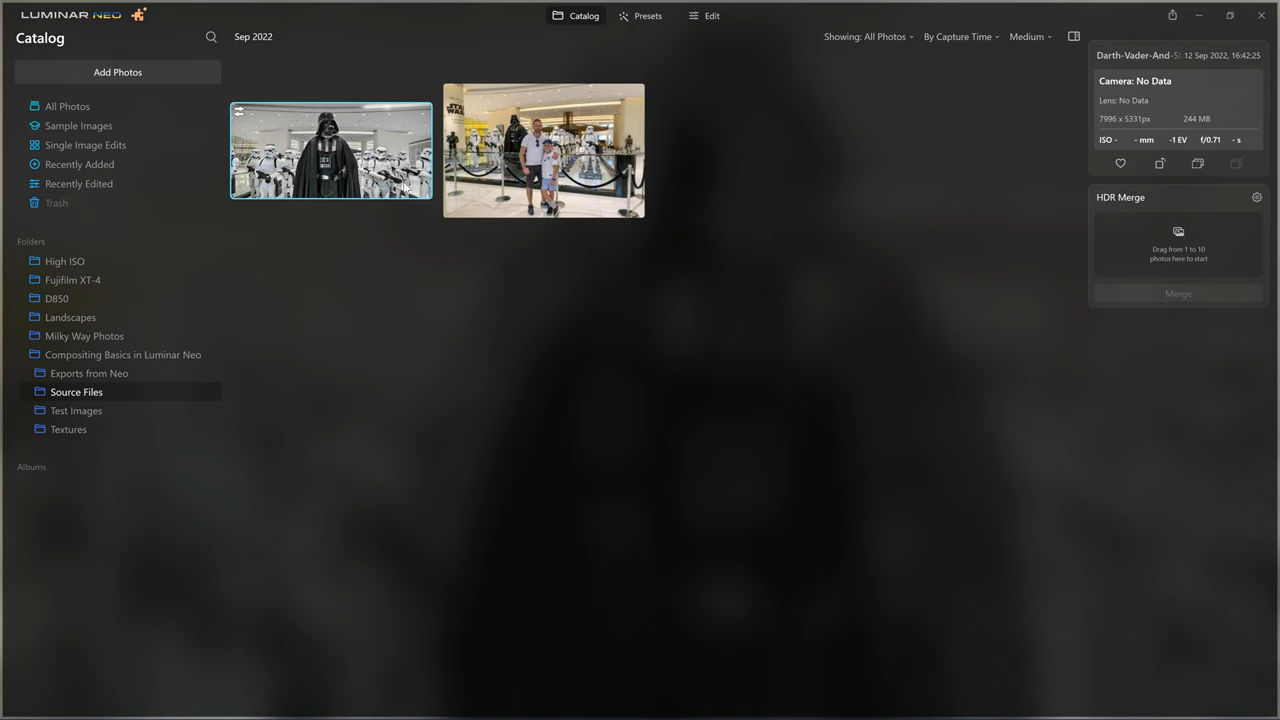 LUMINAR NEO
Catalog
Presets
Edit
Catalog
Sep 2022
Showing: All Photos
By Capture Time
Medium
Add Photos
All Photos
Sample Images
Single Image Edits
Recently Added
Recently Edited
Trash
Folders
High ISO
Fujifilm XT-4
D850
Landscapes
Milky Way Photos
Compositing Basics in Luminar Neo
Exports from Neo
Source Files
Test Images
Textures
Albums
STAR
WARS
Darth-Vader-And-S 12 Sep 2022, 16:42:25
Camera: No Data
Lens: No Data
7996 x 5331px 244 MB
ISO - - mm -1 EV f/0.71 - s
HDR Merge
Drag from 1 to 10
photos here to start
Merge